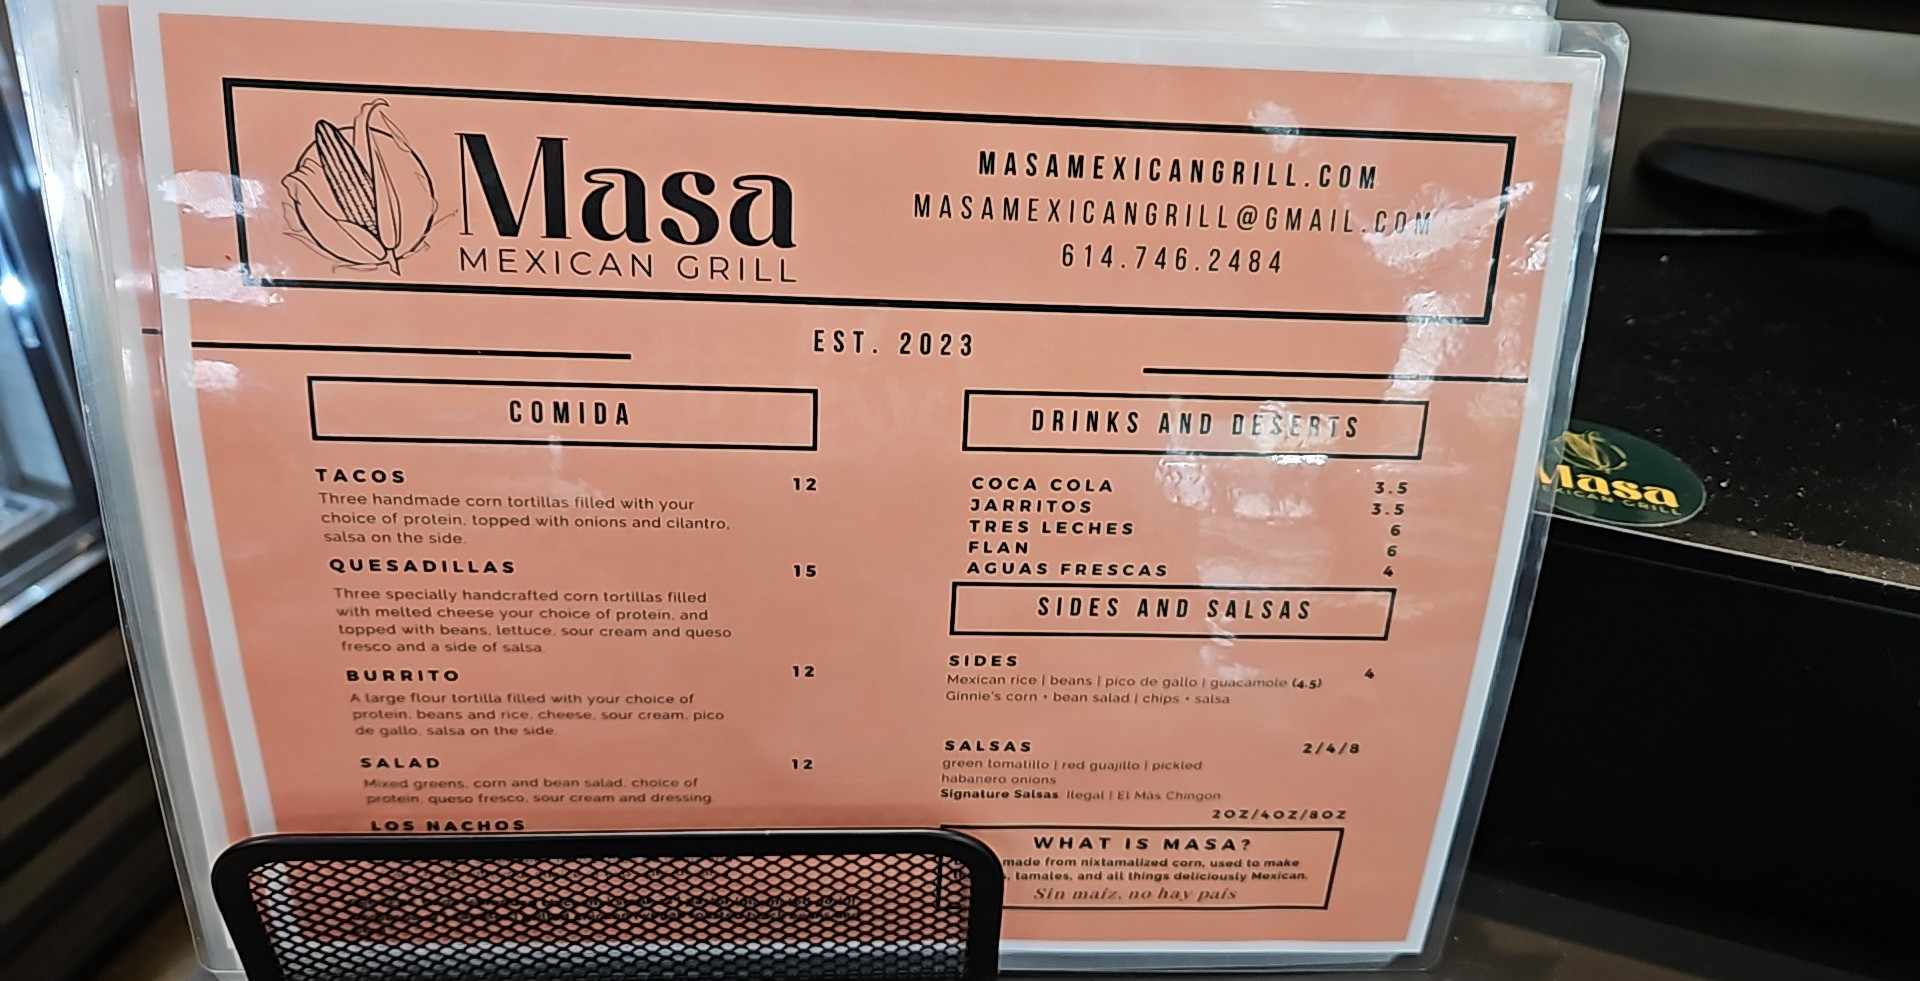 Masa
MEXICAN GRILL
MASAMEXICANGRILL.COM
MASAMEXICANGRILL@GMAIL.COM
614.746.2484
EST. 2023
COMIDA
TACOS 12
Three handmade corn tortillas filled with your
choice of protein, topped with onions and cilantro,
salsa on the side.
QUESADILLAS 15
Three specially handcrafted corn tortillas filled
with melted cheese your choice of protein, and
topped with beans, lettuce, sour cream and queso
fresco and a side of salsa.
BURRITO 12
A large flour tortilla filled with your choice of
protein, beans and rice, cheese, sour cream, pico
de gallo, salsa on the side.
SALAD 12
Mixed greens, corn and bean salad, choice of
protein, queso fresco, sour cream and dressing
LOS NACHOS
DRINKS AND DESERTS
COCA COLA 3.5
JARRITOS 3.5
TRES LECHES 6
FLAN 6
AGUAS FRESCAS 4
SIDES AND SALSAS
SIDES 4
Mexican rice | beans | pico de gallo | guacamole (4.5)
Ginnie's corn + bean salad | chips + salsa
SALSAS 2/4/8
green tomatillo | red guajillo | pickled
habanero onions
Signature Salsas: Ilegal | El Más Chingon
2OZ/4OZ/8OZ
WHAT IS MASA?
made from nixtamalized corn, used to make
, tamales, and all things deliciously Mexican.
Sin maíz, no hay país
Masa
MEXICAN GRILL